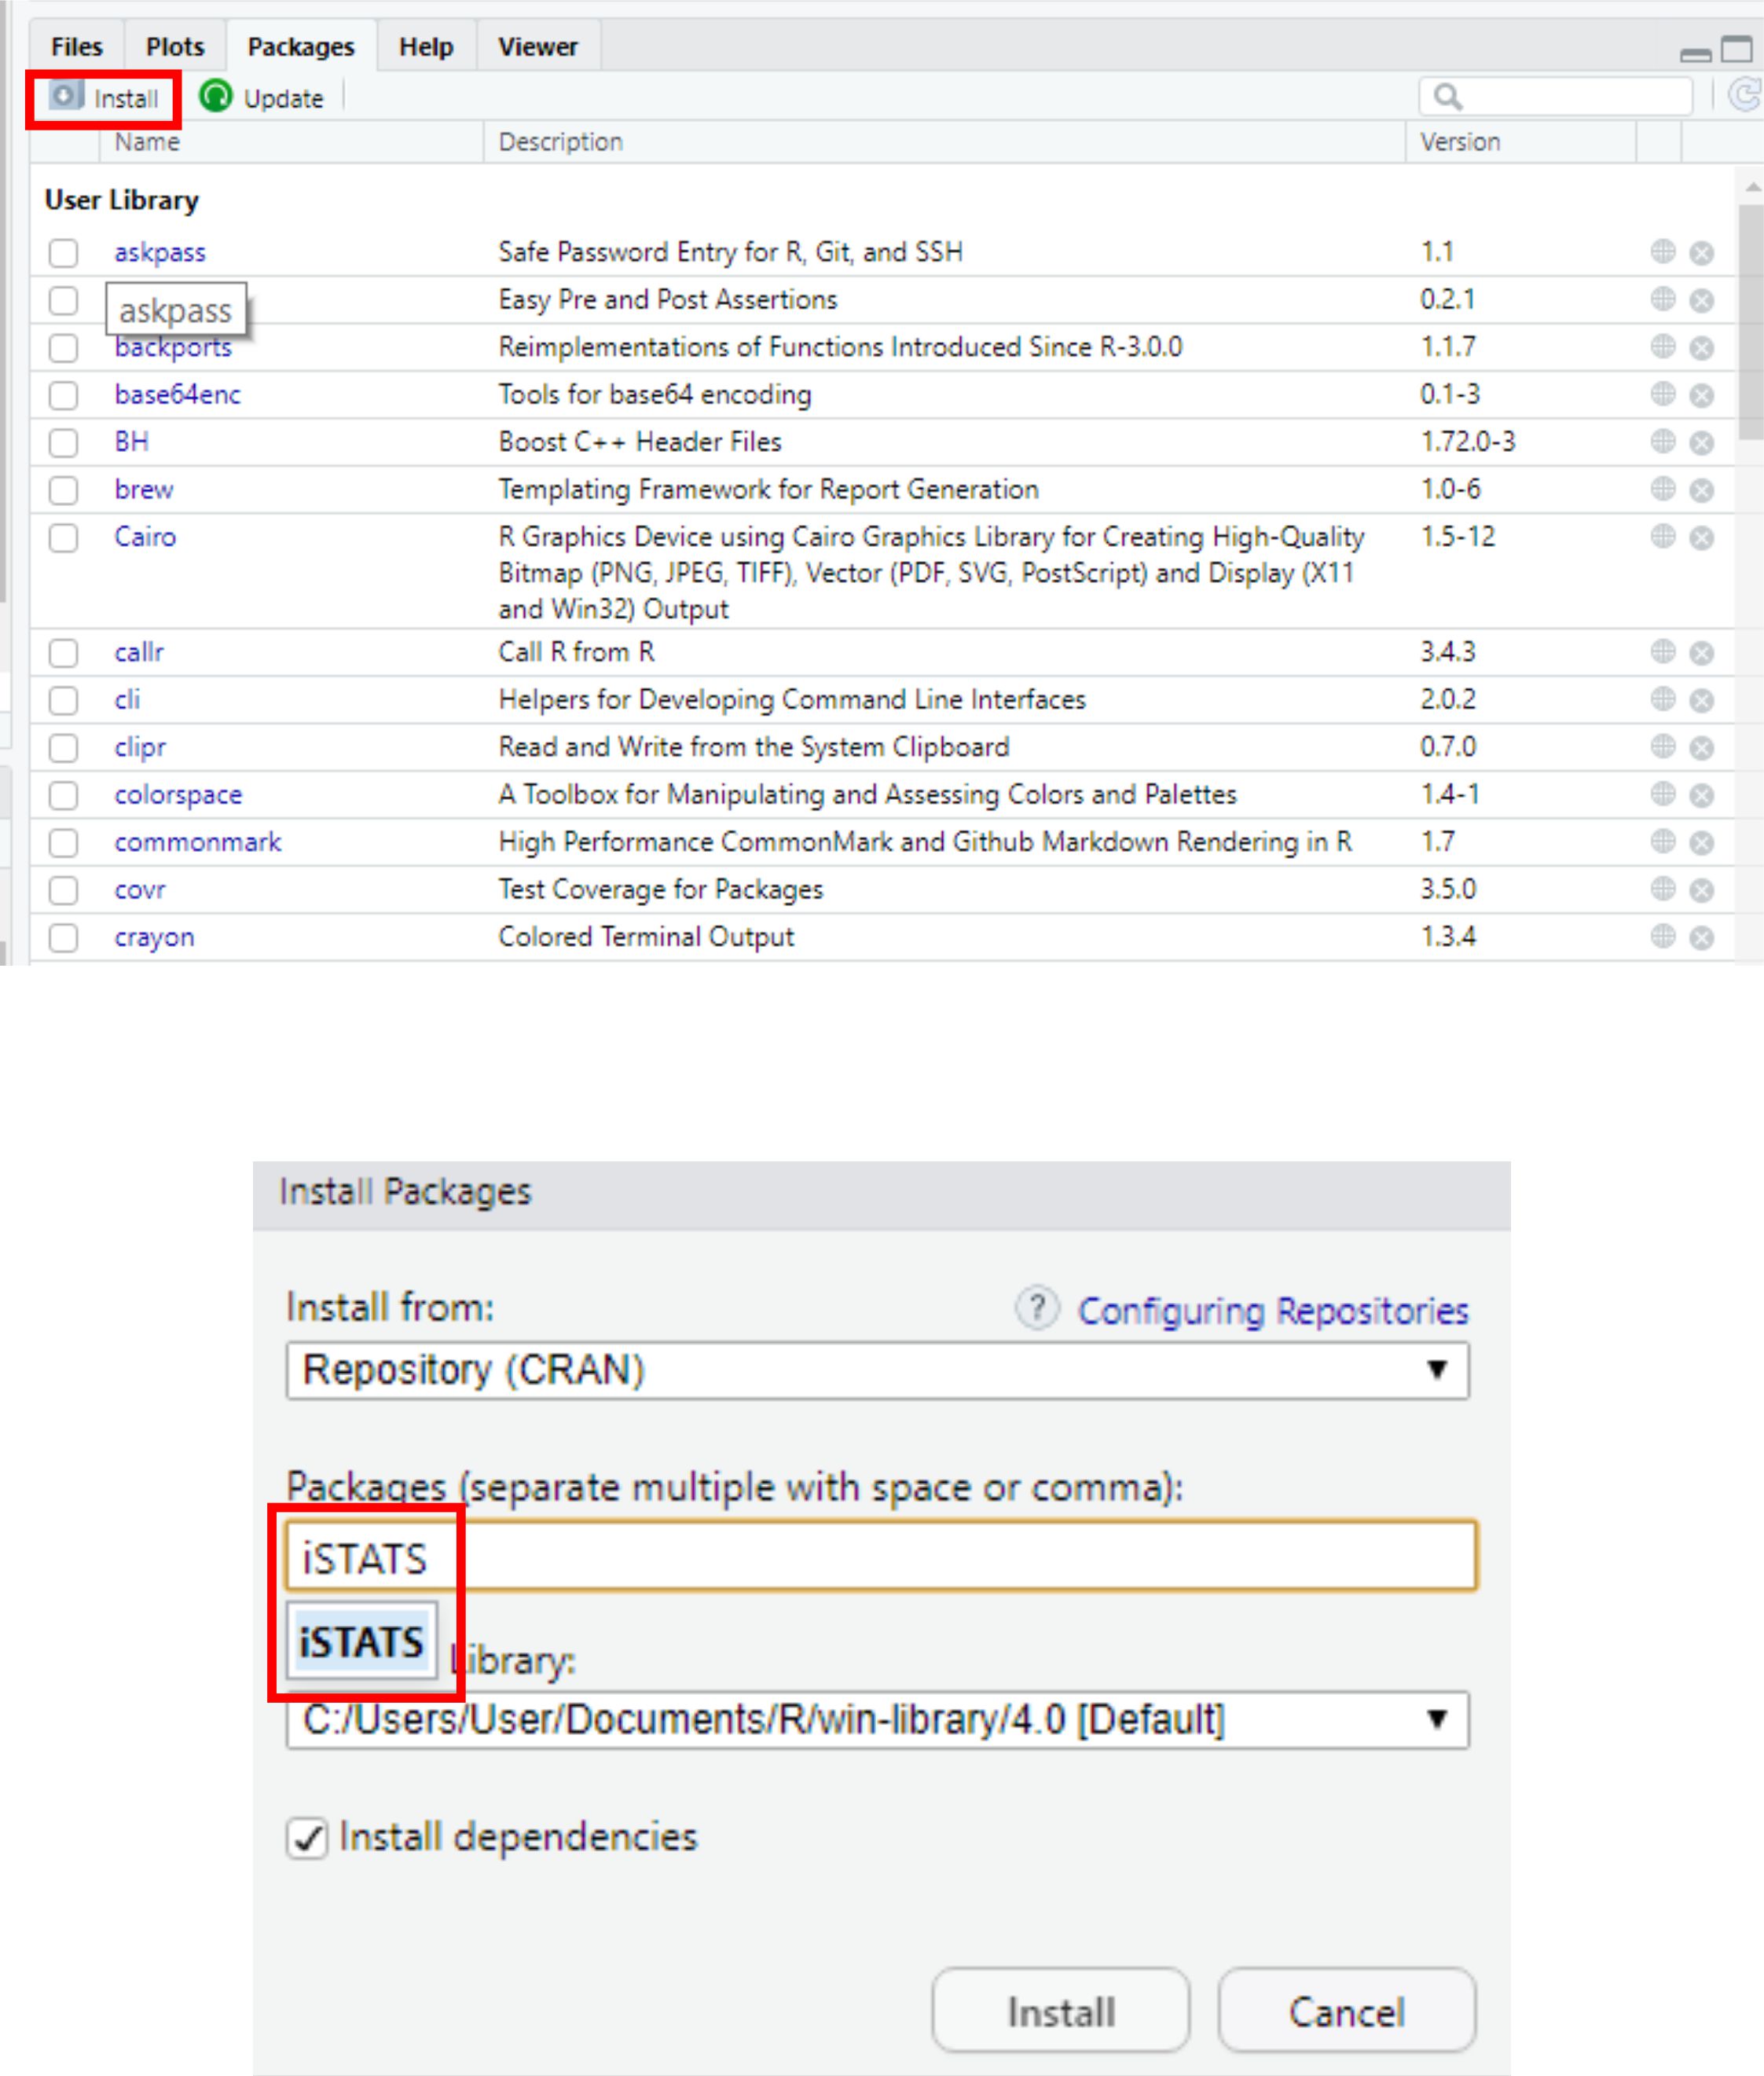 Files Plots Packages Help Viewer
Install Update
Name Description Version
User Library
askpass Safe Password Entry for R, Git, and SSH 1.1
Easy Pre and Post Assertions 0.2.1
askpass
backports Reimplementations of Functions Introduced Since R-3.0.0 1.1.7
base64enc Tools for base64 encoding 0.1-3
BH Boost C++ Header Files 1.72.0-3
brew Templating Framework for Report Generation 1.0-6
Cairo R Graphics Device using Cairo Graphics Library for Creating High-Quality 1.5-12
Bitmap (PNG, JPEG, TIFF), Vector (PDF, SVG, PostScript) and Display (X11
and Win32) Output
callr Call R from R 3.4.3
cli Helpers for Developing Command Line Interfaces 2.0.2
clipr Read and Write from the System Clipboard 0.7.0
colorspace A Toolbox for Manipulating and Assessing Colors and Palettes 1.4-1
commonmark High Performance CommonMark and Github Markdown Rendering in R 1.7
covr Test Coverage for Packages 3.5.0
crayon Colored Terminal Output 1.3.4
Install Packages
Install from: ? Configuring Repositories
Repository (CRAN)
Packages (separate multiple with space or comma):
iSTATS
iSTATS Library:
C:/Users/User/Documents/R/win-library/4.0 [Default]
Install dependencies
Install Cancel